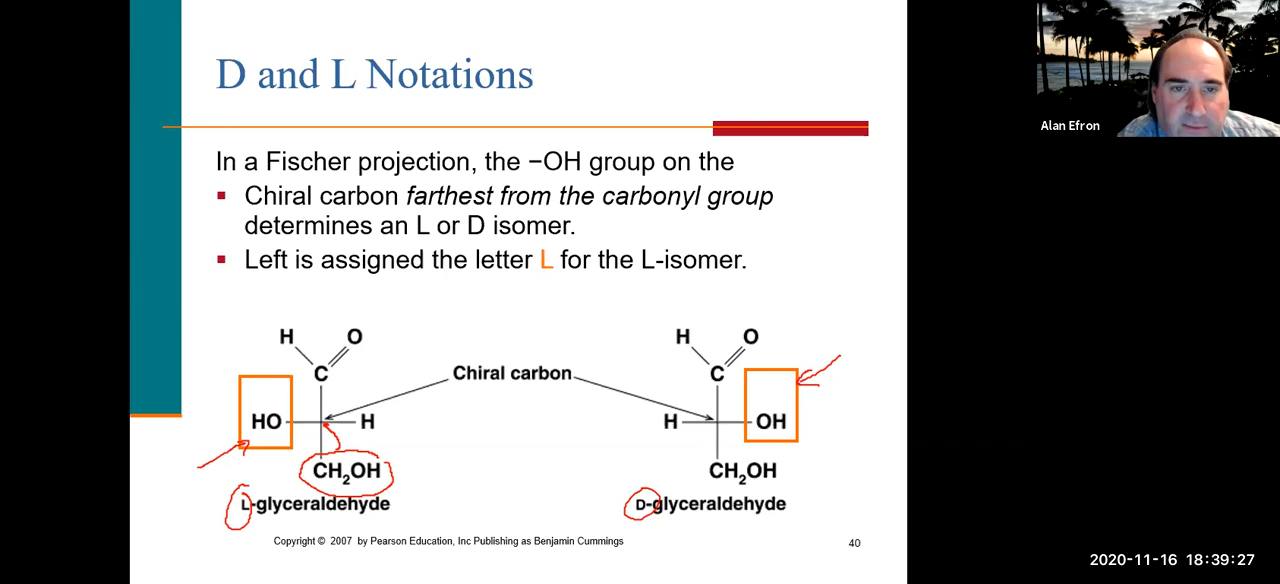 D and L Notations
Alan Efron
In a Fischer projection, the –OH group on the
▪ Chiral carbon farthest from the carbonyl group
determines an L or D isomer.
▪ Left is assigned the letter L for the L-isomer.
H O H O
C Chiral carbon C
HO H H OH
CH₂OH CH₂OH
L-glyceraldehyde D-glyceraldehyde
Copyright © 2007 by Pearson Education, Inc Publishing as Benjamin Cummings
40
2020-11-16 18:39:27